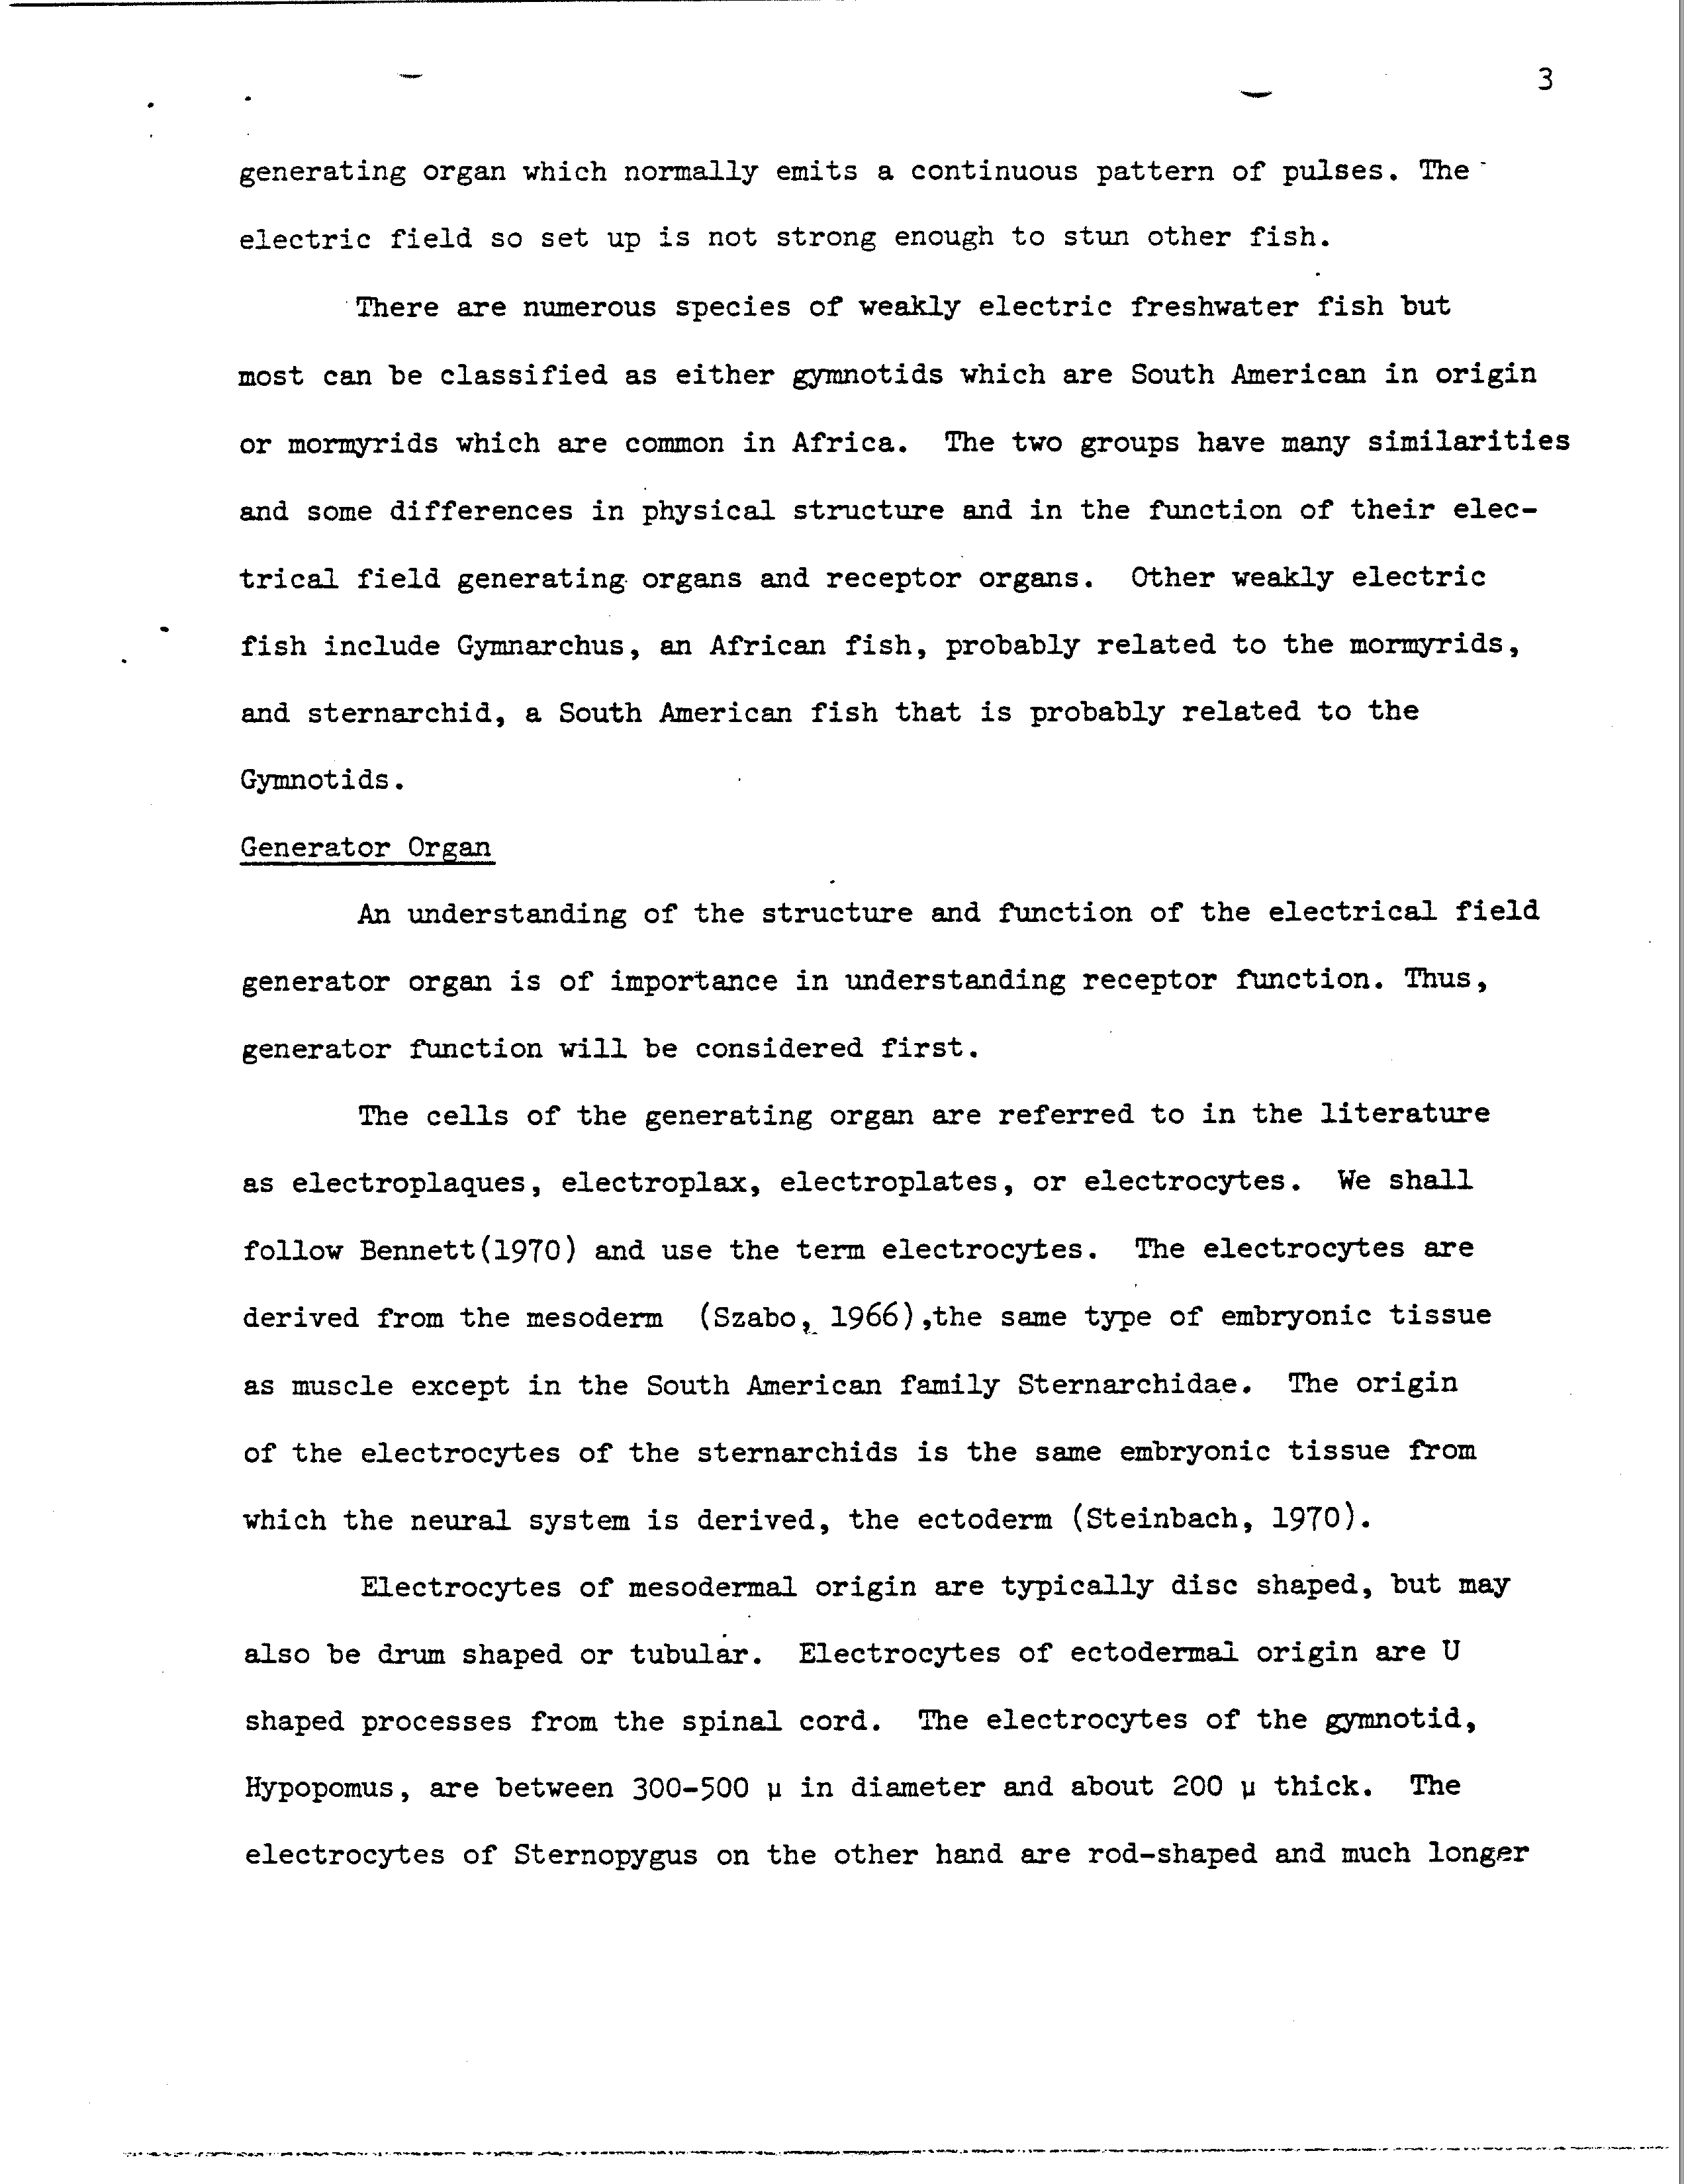 3
generating organ which normally emits a continuous pattern of pulses. The
electric field so set up is not strong enough to stun other fish.
There are numerous species of weakly electric freshwater fish but
most can be classified as either gymnotids which are South American in origin
or mormyrids which are common in Africa. The two groups have many similarities
and some differences in physical structure and in the function of their elec-
trical field generating organs and receptor organs. Other weakly electric
fish include Gymnarchus, an African fish, probably related to the mormyrids,
and sternarchid, a South American fish that is probably related to the
Gymnotids.
Generator Organ
An understanding of the structure and function of the electrical field
generator organ is of importance in understanding receptor function. Thus,
generator function will be considered first.
The cells of the generating organ are referred to in the literature
as electroplaques, electroplax, electroplates, or electrocytes. We shall
follow Bennett(1970) and use the term electrocytes. The electrocytes are
derived from the mesoderm (Szabo, 1966),the same type of embryonic tissue
as muscle except in the South American family Sternarchidae. The origin
of the electrocytes of the sternarchids is the same embryonic tissue from
which the neural system is derived, the ectoderm (Steinbach, 1970).
Electrocytes of mesodermal origin are typically disc shaped, but may
also be drum shaped or tubular. Electrocytes of ectodermal origin are U
shaped processes from the spinal cord. The electrocytes of the gymnotid,
Hypopomus, are between 300-500 μ in diameter and about 200 μ thick. The
electrocytes of Sternopygus on the other hand are rod-shaped and much longer